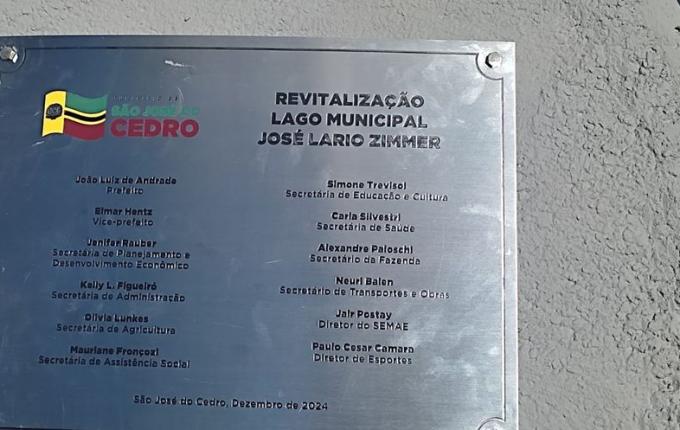 MUNICÍPIO DE
SÃO JOSÉ DO
CEDRO
REVITALIZAÇÃO
LAGO MUNICIPAL
JOSÉ LARIO ZIMMER
João Luiz de Andrade
Prefeito
Elmar Hentz
Vice-prefeito
Jenifer Rauber
Secretária de Planejamento e
Desenvolvimento Econômico
Kelly L. Figueiró
Secretária de Administração
Olivia Lunkes
Secretária de Agricultura
Mauriane Fronçozi
Secretária de Assistência Social
Simone Trevisol
Secretária de Educação e Cultura
Carla Silvestri
Secretária de Saúde
Alexandre Paloschi
Secretário da Fazenda
Neuri Balen
Secretário de Transportes e Obras
Jair Postay
Diretor do SEMAE
Paulo Cesar Camara
Diretor de Esportes
São José do Cedro, Dezembro de 2024